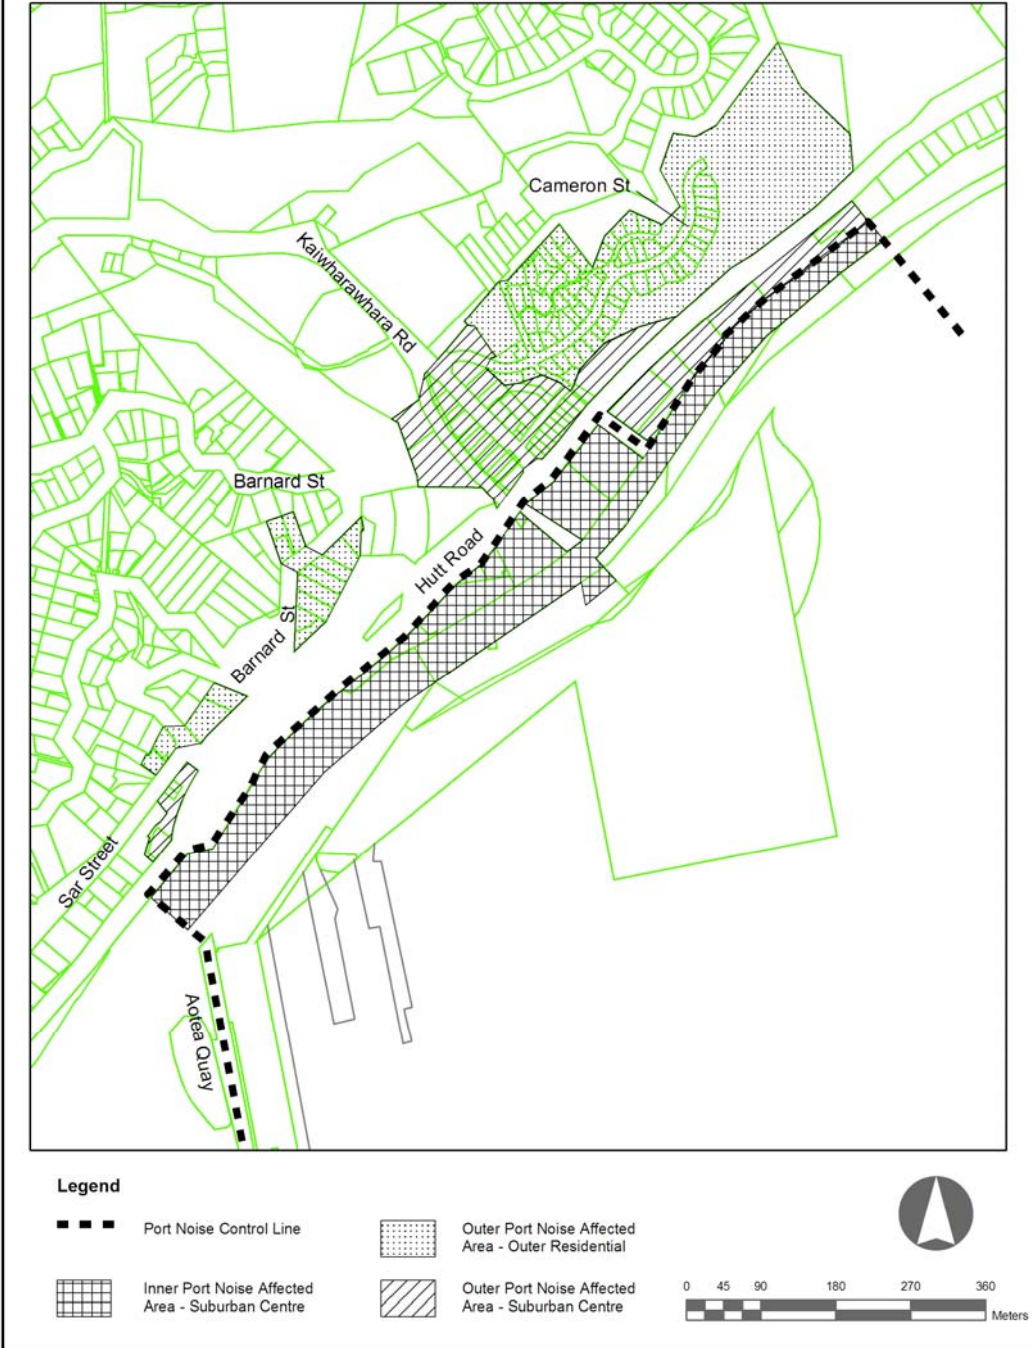 Cameron St
Kaiwharawhara Rd
Barnard St
Hutt Road
Barnard St
Sar Street
Aotea Quay
Legend
Port Noise Control Line
Outer Port Noise Affected
Area - Outer Residential
Inner Port Noise Affected
Area - Suburban Centre
Outer Port Noise Affected
Area - Suburban Centre
0 45 90 180 270 360
Meters